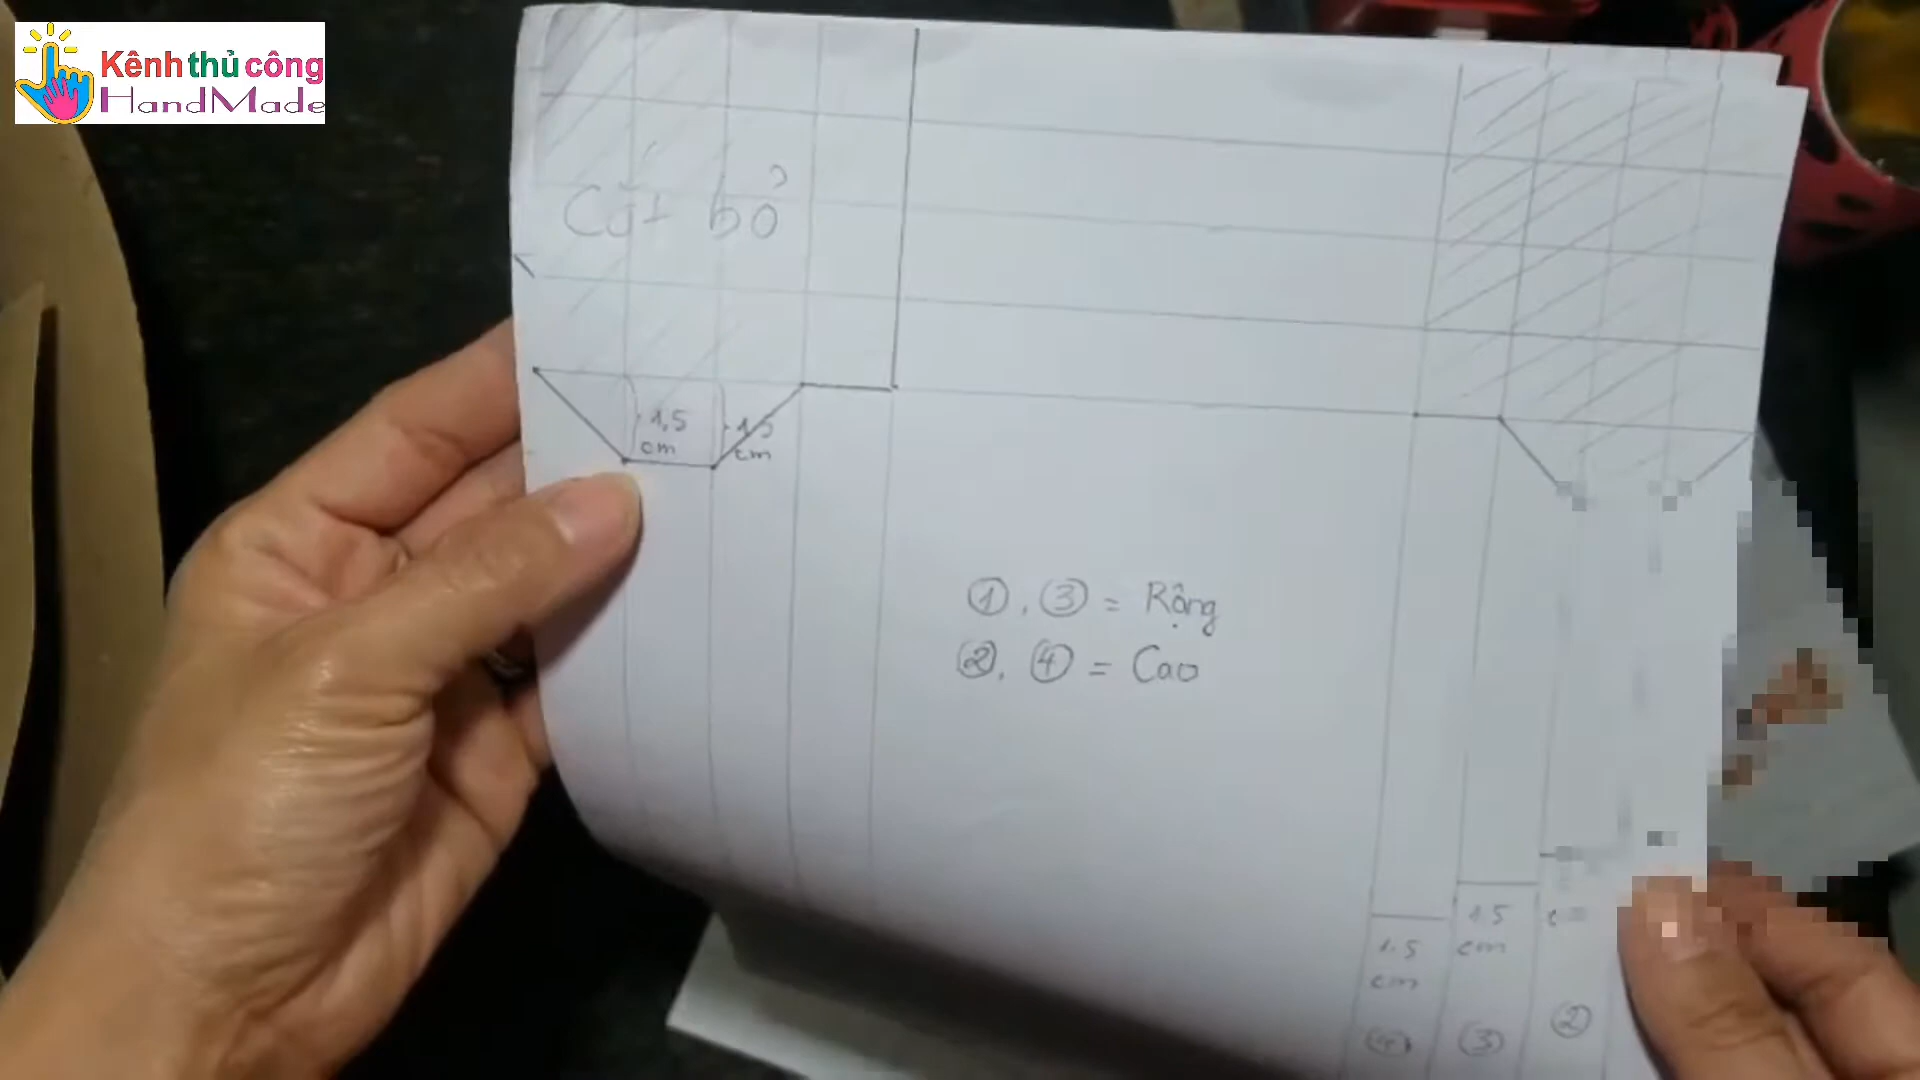 Kênh thủ công
HandMade
Cắt bỏ
1,5
cm
1,5
cm
①, ③ = Rộng
②, ④ = Cao
1.5
cm
1.5
cm
④
③
②